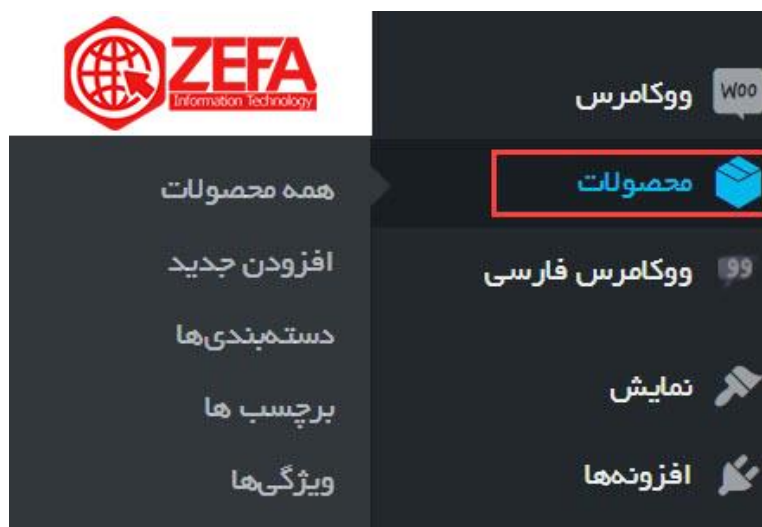 ZEFA
Information Technology
Woo ووکامرس
محصولات
ووکامرس فارسی
نمایش
افزونه‌ها
همه محصولات
افزودن جدید
دسته‌بندی‌ها
برچسب ها
ویژگی‌ها